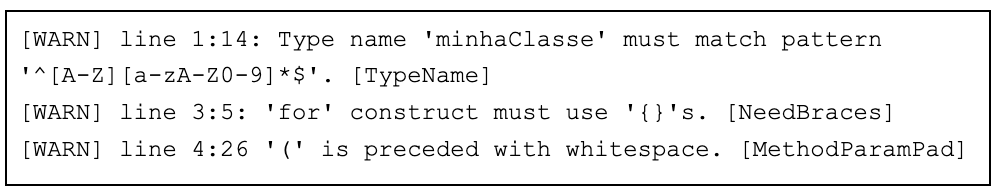 [WARN] line 1:14: Type name 'minhaClasse' must match pattern
'^[A-Z][a-zA-Z0-9]*$'. [TypeName]
[WARN] line 3:5: 'for' construct must use '{}'s. [NeedBraces]
[WARN] line 4:26 '(' is preceded with whitespace. [MethodParamPad]